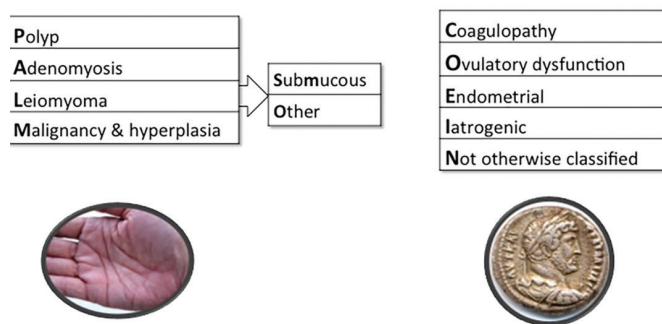 Polyp
Adenomyosis
Leiomyoma
Malignancy & hyperplasia
Submucous
Other
Coagulopathy
Ovulatory dysfunction
Endometrial
Iatrogenic
Not otherwise classified